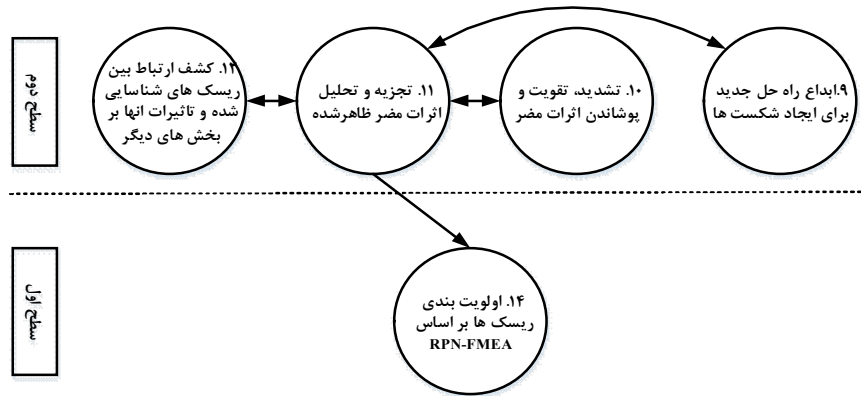 ۹.ابداع راه حل جدید
برای ایجاد شکست ها
۱۰. تشدید، تقویت و
پوشاندن اثرات مضر
۱۱. تجزیه و تحلیل
اثرات مضر ظاهرشده
۱۲. کشف ارتباط بین
ریسک های شناسایی
شده و تاثیرات انها بر
بخش های دیگر
سطح دوم
۱۴. اولویت بندی
ریسک ها بر اساس
RPN-FMEA
سطح اول